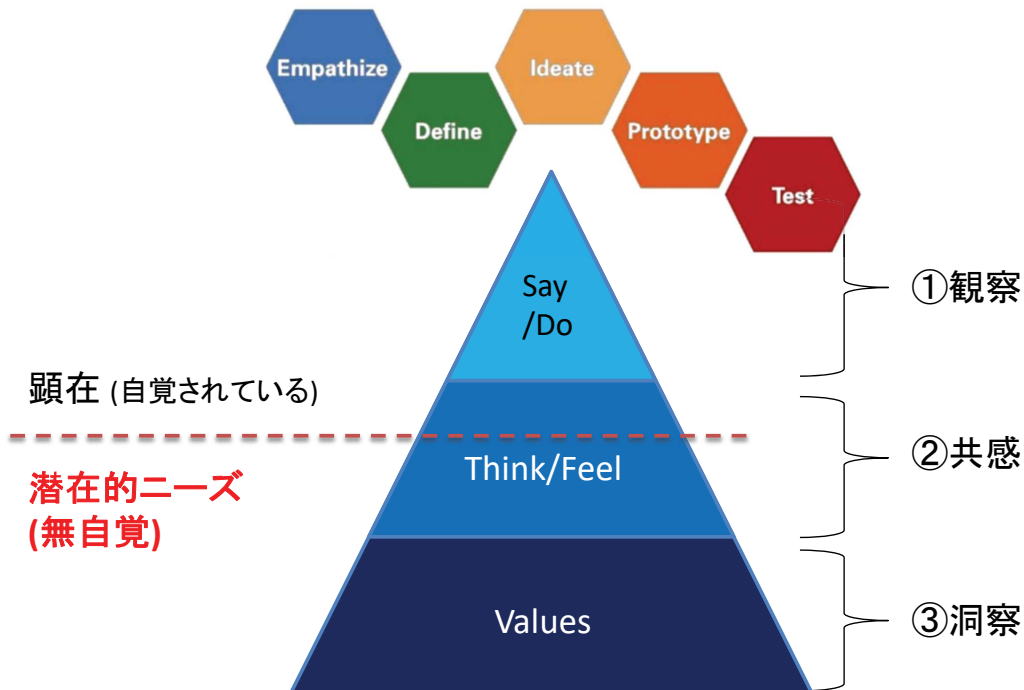 Empathize
Define
Ideate
Prototype
Test
Say
/Do
①観察
顕在 (自覚されている)
Think/Feel
②共感
潜在的ニーズ
(無自覚)
Values
③洞察